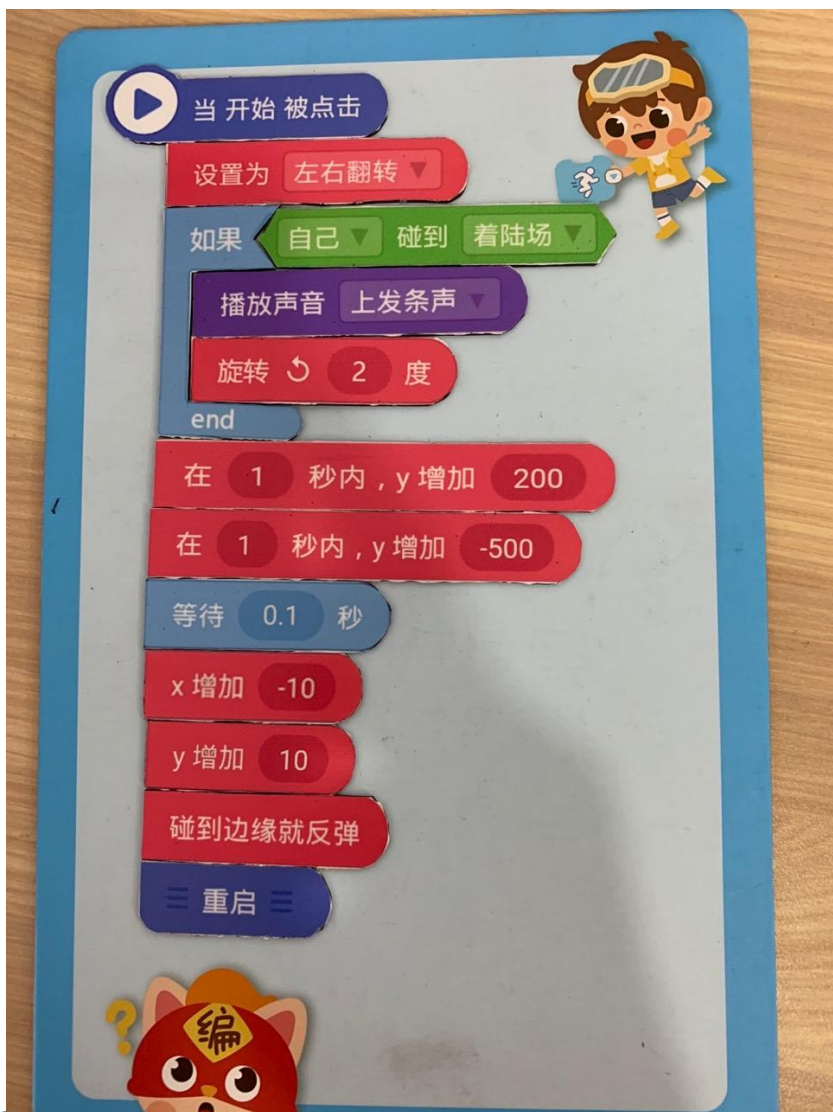 当 开始 被点击
设置为 左右翻转
如果 自己 碰到 着陆场
播放声音 上发条声
旋转 2 度
end
在 1 秒内，y 增加 200
在 1 秒内，y 增加 -500
等待 0.1 秒
x 增加 -10
y 增加 10
碰到边缘就反弹
重启
?
编